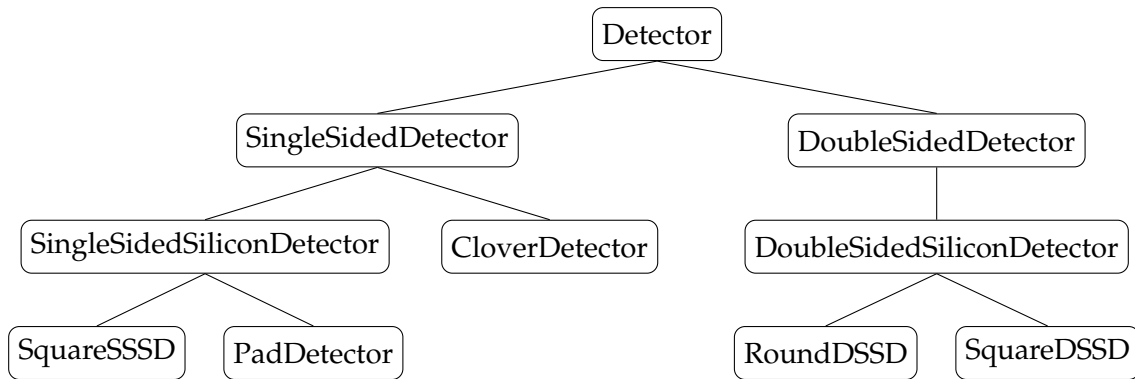 Detector
SingleSidedDetector
DoubleSidedDetector
SingleSidedSiliconDetector
CloverDetector
DoubleSidedSiliconDetector
SquareSSSD
PadDetector
RoundDSSD
SquareDSSD